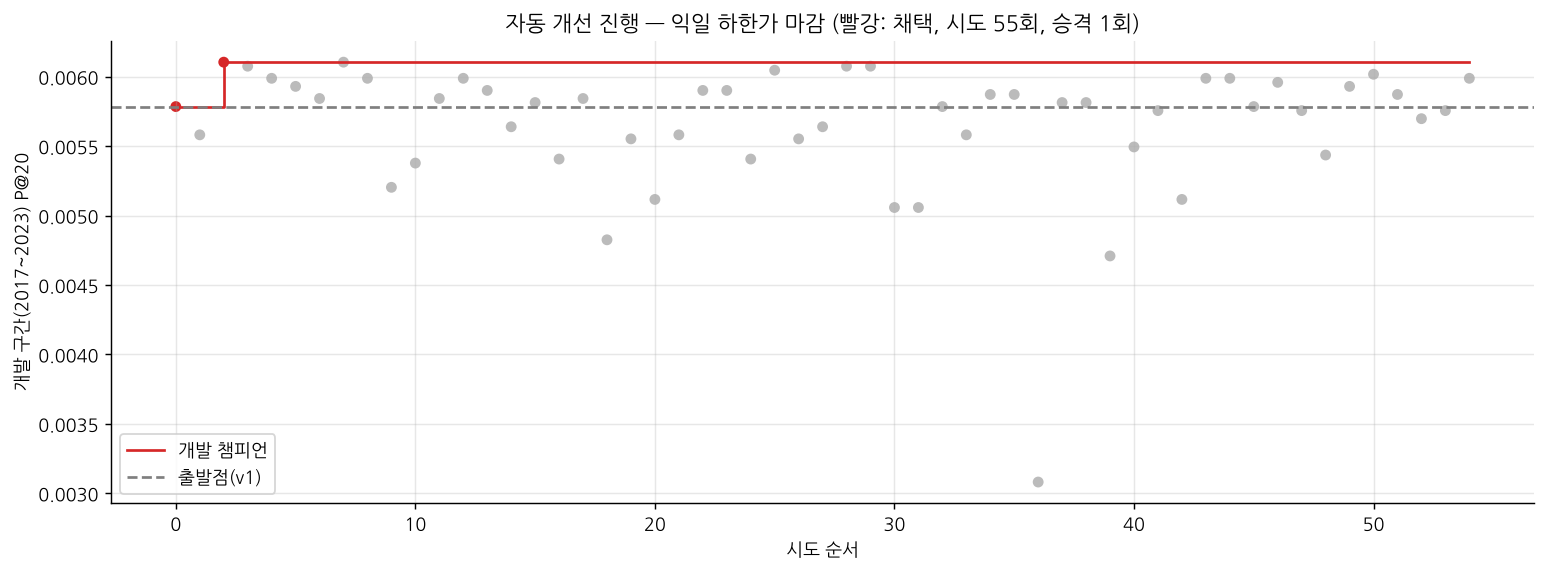 자동 개선 진행 — 익일 하한가 마감 (빨강: 채택, 시도 55회, 승격 1회)
개발 구간(2017~2023) P@20
0.0060
0.0055
0.0050
0.0045
0.0040
0.0035
0.0030
개발 챔피언
출발점(v1)
0 10 20 30 40 50
시도 순서